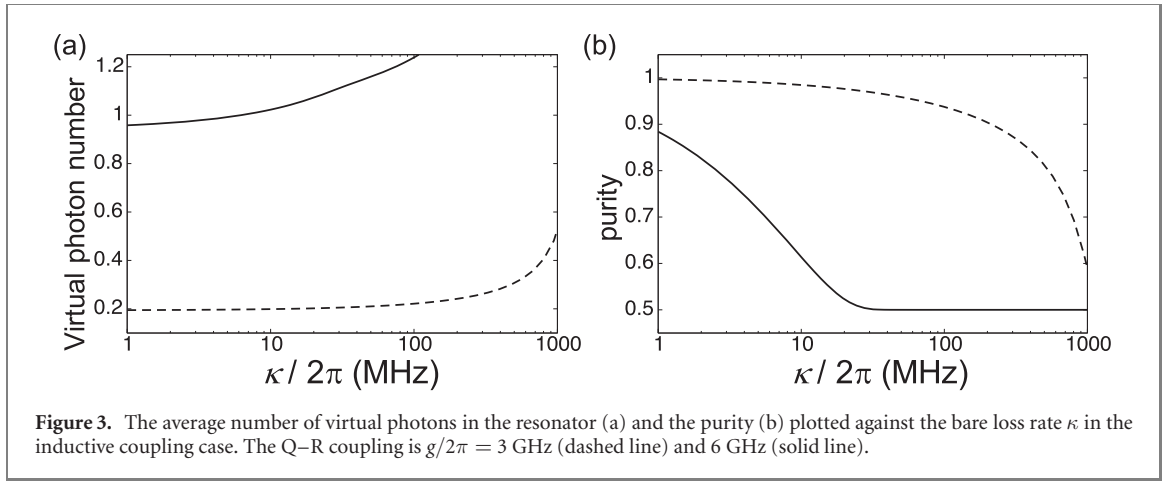 (a)
Virtual photon number
1.2
1
0.8
0.6
0.4
0.2
1
10
100
1000
κ / 2π (MHz)
(b)
purity
1
0.9
0.8
0.7
0.6
0.5
1
10
100
1000
κ / 2π (MHz)
Figure 3. The average number of virtual photons in the resonator (a) and the purity (b) plotted against the bare loss rate κ in the
inductive coupling case. The Q–R coupling is g/2π = 3 GHz (dashed line) and 6 GHz (solid line).